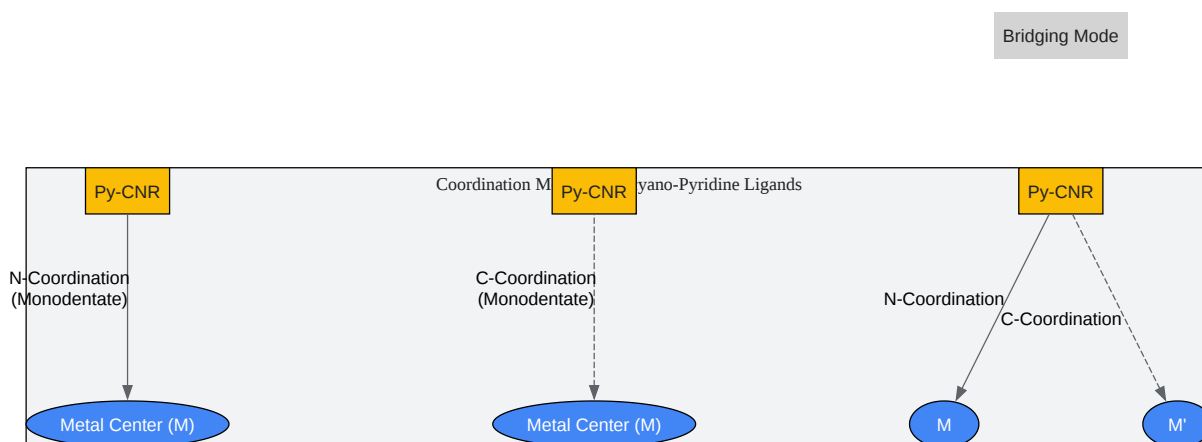 Bridging Mode
Coordination M yano-Pyridine Ligands
Py-CNR
Py-CNR
Py-CNR
N-Coordination
(Monodentate)
C-Coordination
(Monodentate)
N-Coordination
C-Coordination
Metal Center (M)
Metal Center (M)
M
M'